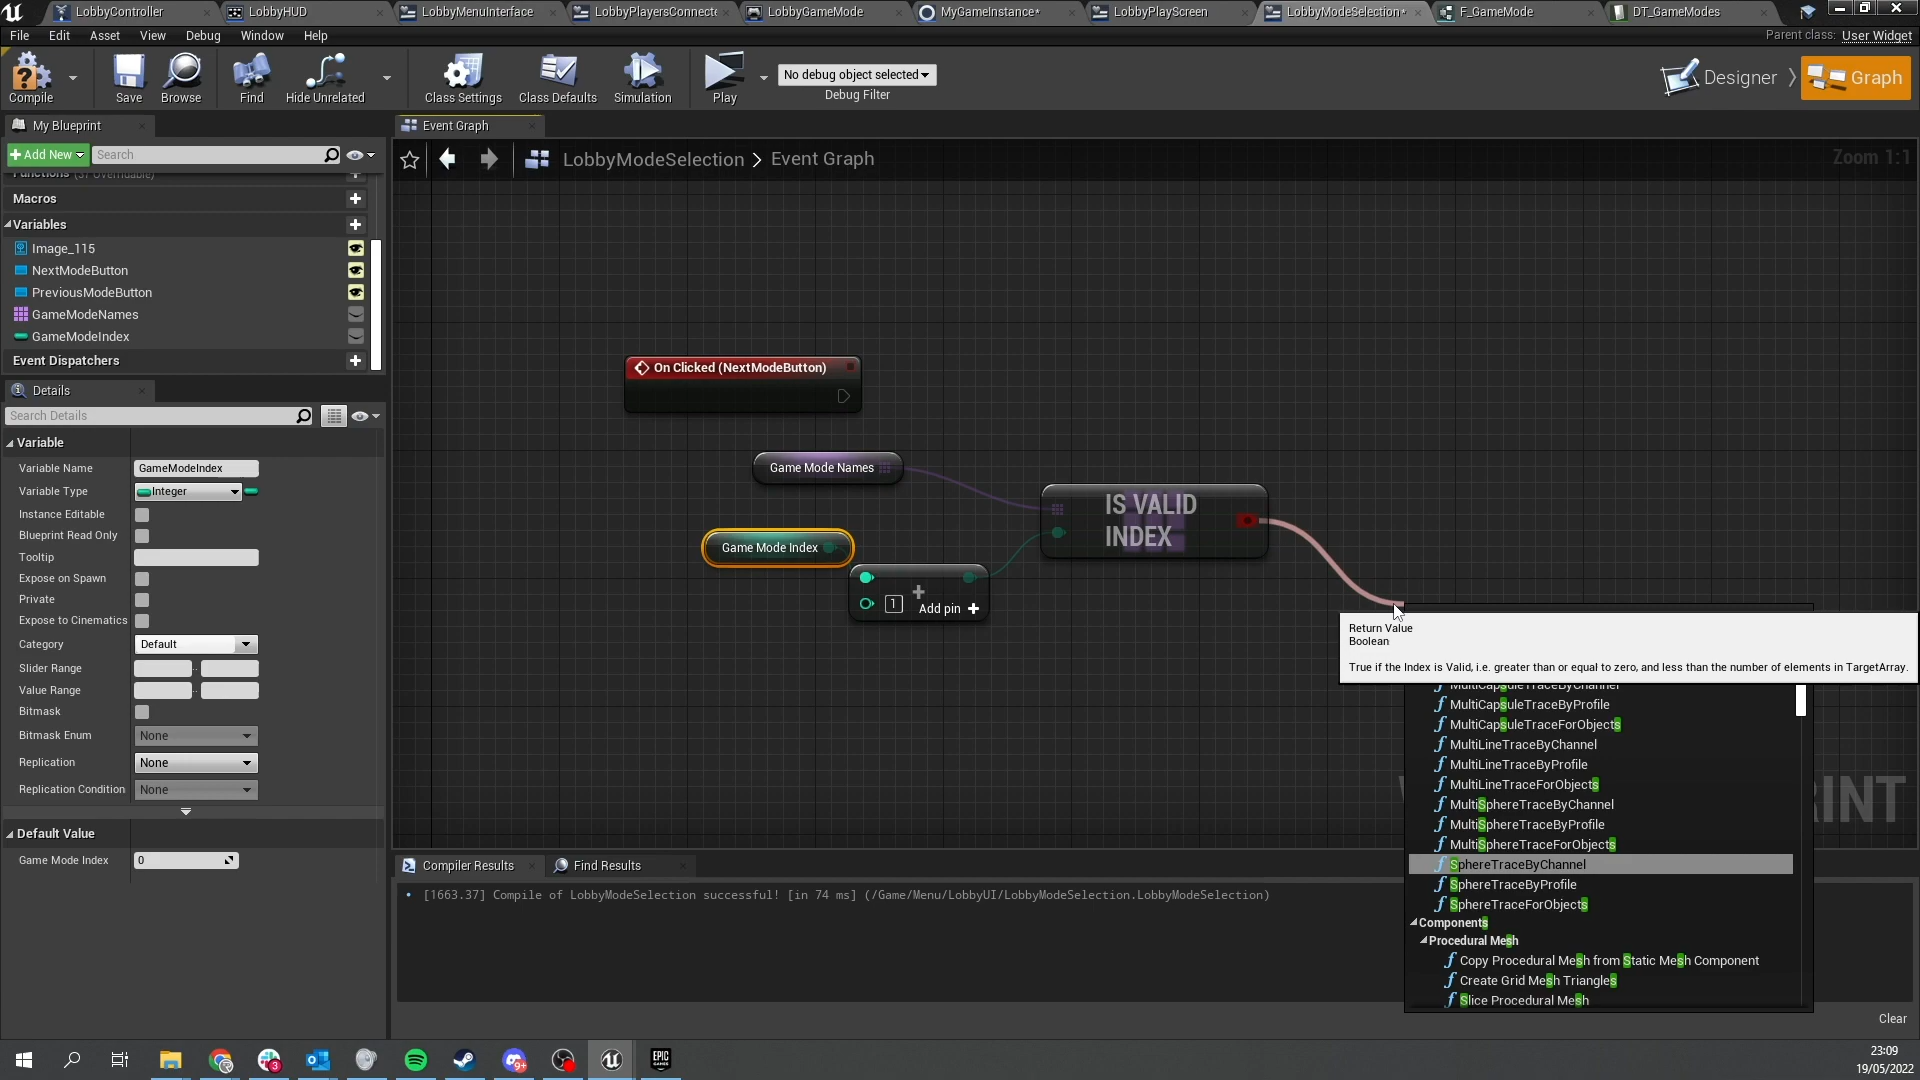 LobbyController
LobbyHUD
LobbyMenuInterface
LobbyPlayersConnecte
LobbyGameMode
MyGameInstance*
LobbyPlayScreen
LobbyModeSelection*
F_GameMode
DT_GameModes
File
Edit
Asset
View
Debug
Window
Help
Parent class: User Widget
Compile
Save
Browse
Find
Hide Unrelated
Class Settings
Class Defaults
Simulation
Play
No debug object selected
Debug Filter
Designer
Graph
My Blueprint
Add New
Search
Functions (31 Overridable)
Macros
Variables
Image_115
NextModeButton
PreviousModeButton
GameModeNames
GameModeIndex
Event Dispatchers
Details
Search Details
Variable
Variable Name
GameModeIndex
Variable Type
Integer
Instance Editable
Blueprint Read Only
Tooltip
Expose on Spawn
Private
Expose to Cinematics
Category
Default
Slider Range
Value Range
Bitmask
Bitmask Enum
None
Replication
None
Replication Condition
None
Default Value
Game Mode Index
0
Event Graph
LobbyModeSelection > Event Graph
Zoom 1:1
On Clicked (NextModeButton)
Game Mode Names
Game Mode Index
1
Add pin +
IS VALID
INDEX
Return Value
Boolean
True if the Index is Valid, i.e. greater than or equal to zero, and less than the number of elements in TargetArray.
MultiCapsuleTraceByChannel
MultiCapsuleTraceByProfile
MultiCapsuleTraceForObjects
MultiLineTraceByChannel
MultiLineTraceByProfile
MultiLineTraceForObjects
MultiSphereTraceByChannel
MultiSphereTraceByProfile
MultiSphereTraceForObjects
SphereTraceByChannel
SphereTraceByProfile
SphereTraceForObjects
Components
Procedural Mesh
Copy Procedural Mesh from Static Mesh Component
Create Grid Mesh Triangles
Slice Procedural Mesh
Compiler Results
Find Results
[1663.37] Compile of LobbyModeSelection successful! [in 74 ms] (/Game/Menu/LobbyUI/LobbyModeSelection.LobbyModeSelection)
Clear
3
9+
EPIC
GAMES
23:09
19/05/2022